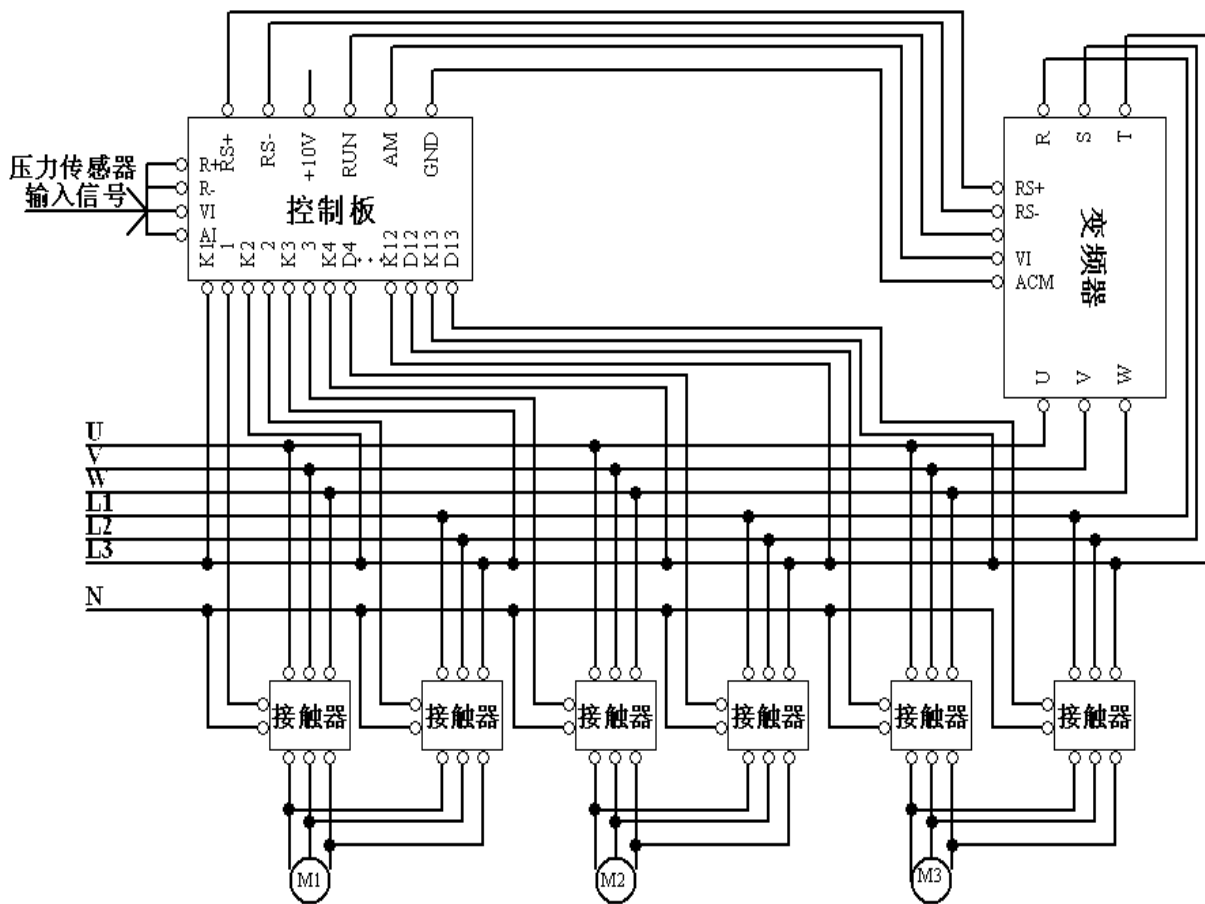 RS+ RS- +10V RUN AM GND
压力传感器
输入信号
R+
R-
VI
AI
控制板
K1 1 K2 2 K3 3 K4 D4 ··· K12 D12 K13 D13
R S T
RS+
RS-
VI
ACM
变频器
U V W
U
V
W
L1
L2
L3
N
接触器 接触器 接触器 接触器 接触器 接触器
M1 M2 M3